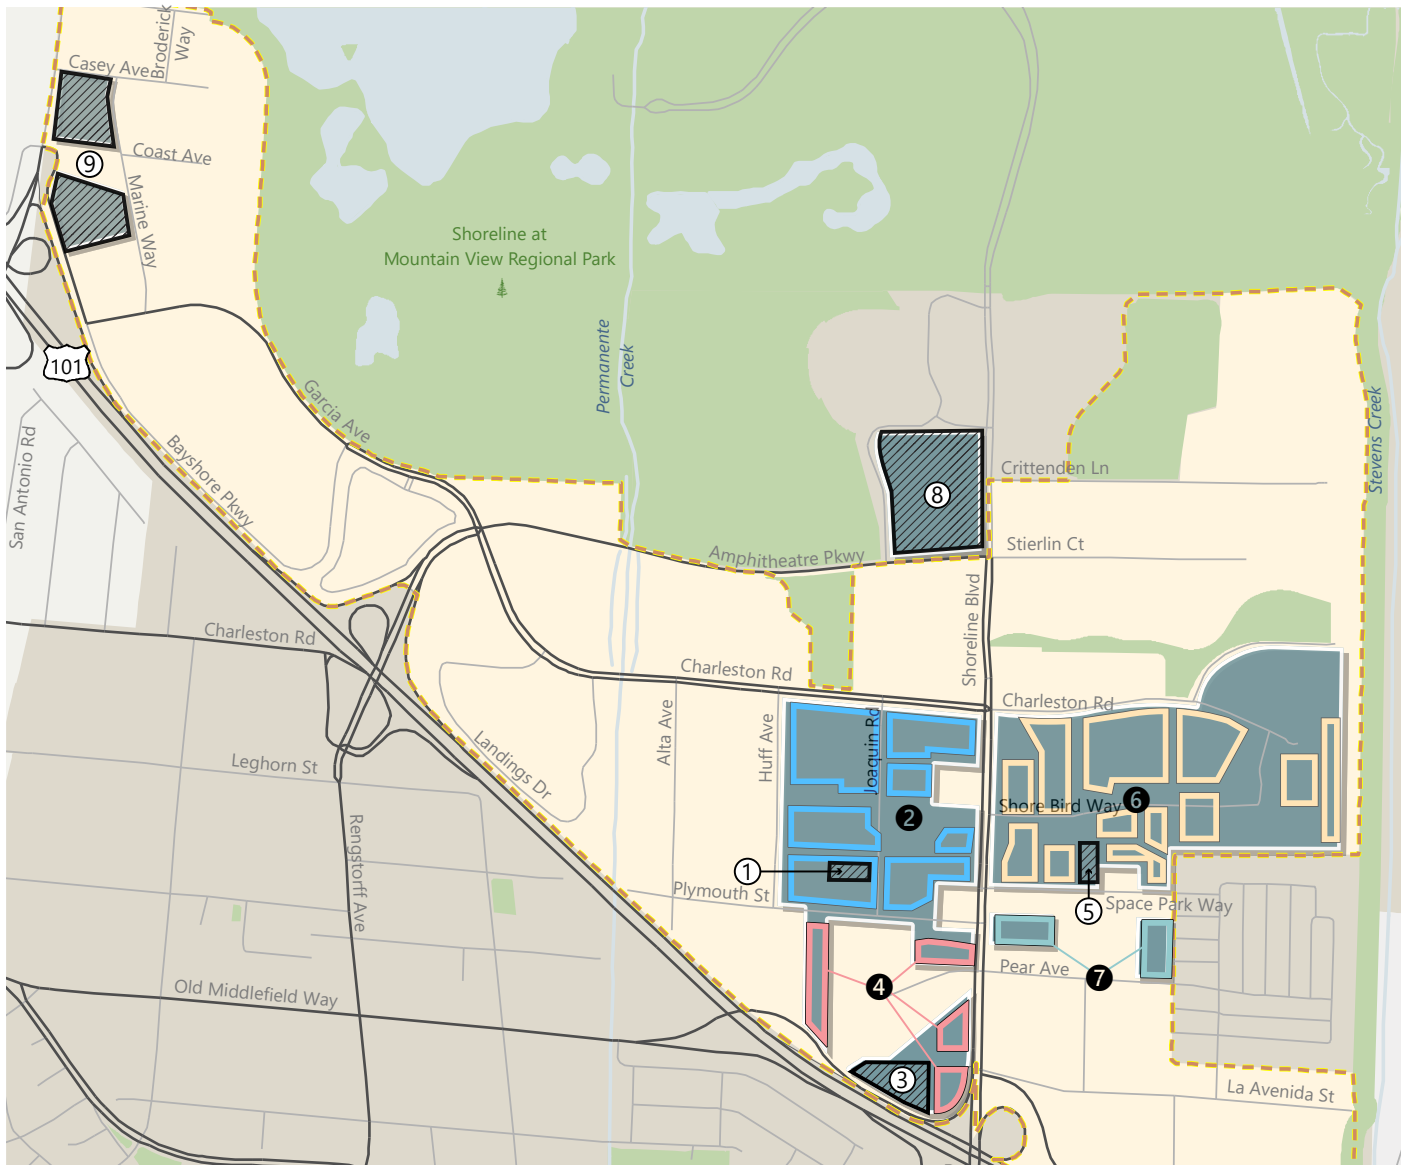 Broderick
Way
Casey Ave
Coast Ave
9
Marine Way
Shoreline at
Mountain View Regional Park
Permanente
Creek
101
Garcia Ave
Stevens Creek
San Antonio Rd
Bayshore Pkwy
Crittenden Ln
8
Stierlin Ct
Amphitheatre Pkwy
Shoreline Blvd
Charleston Rd
Charleston Rd
Charleston Rd
Alta Ave
Huff Ave
Joaquin Rd
Landings Dr
Leghorn St
Shore Bird Way
6
2
Rengstorff Ave
1
Plymouth St
5
Space Park Way
Pear Ave
7
4
Old Middlefield Way
3
La Avenida St